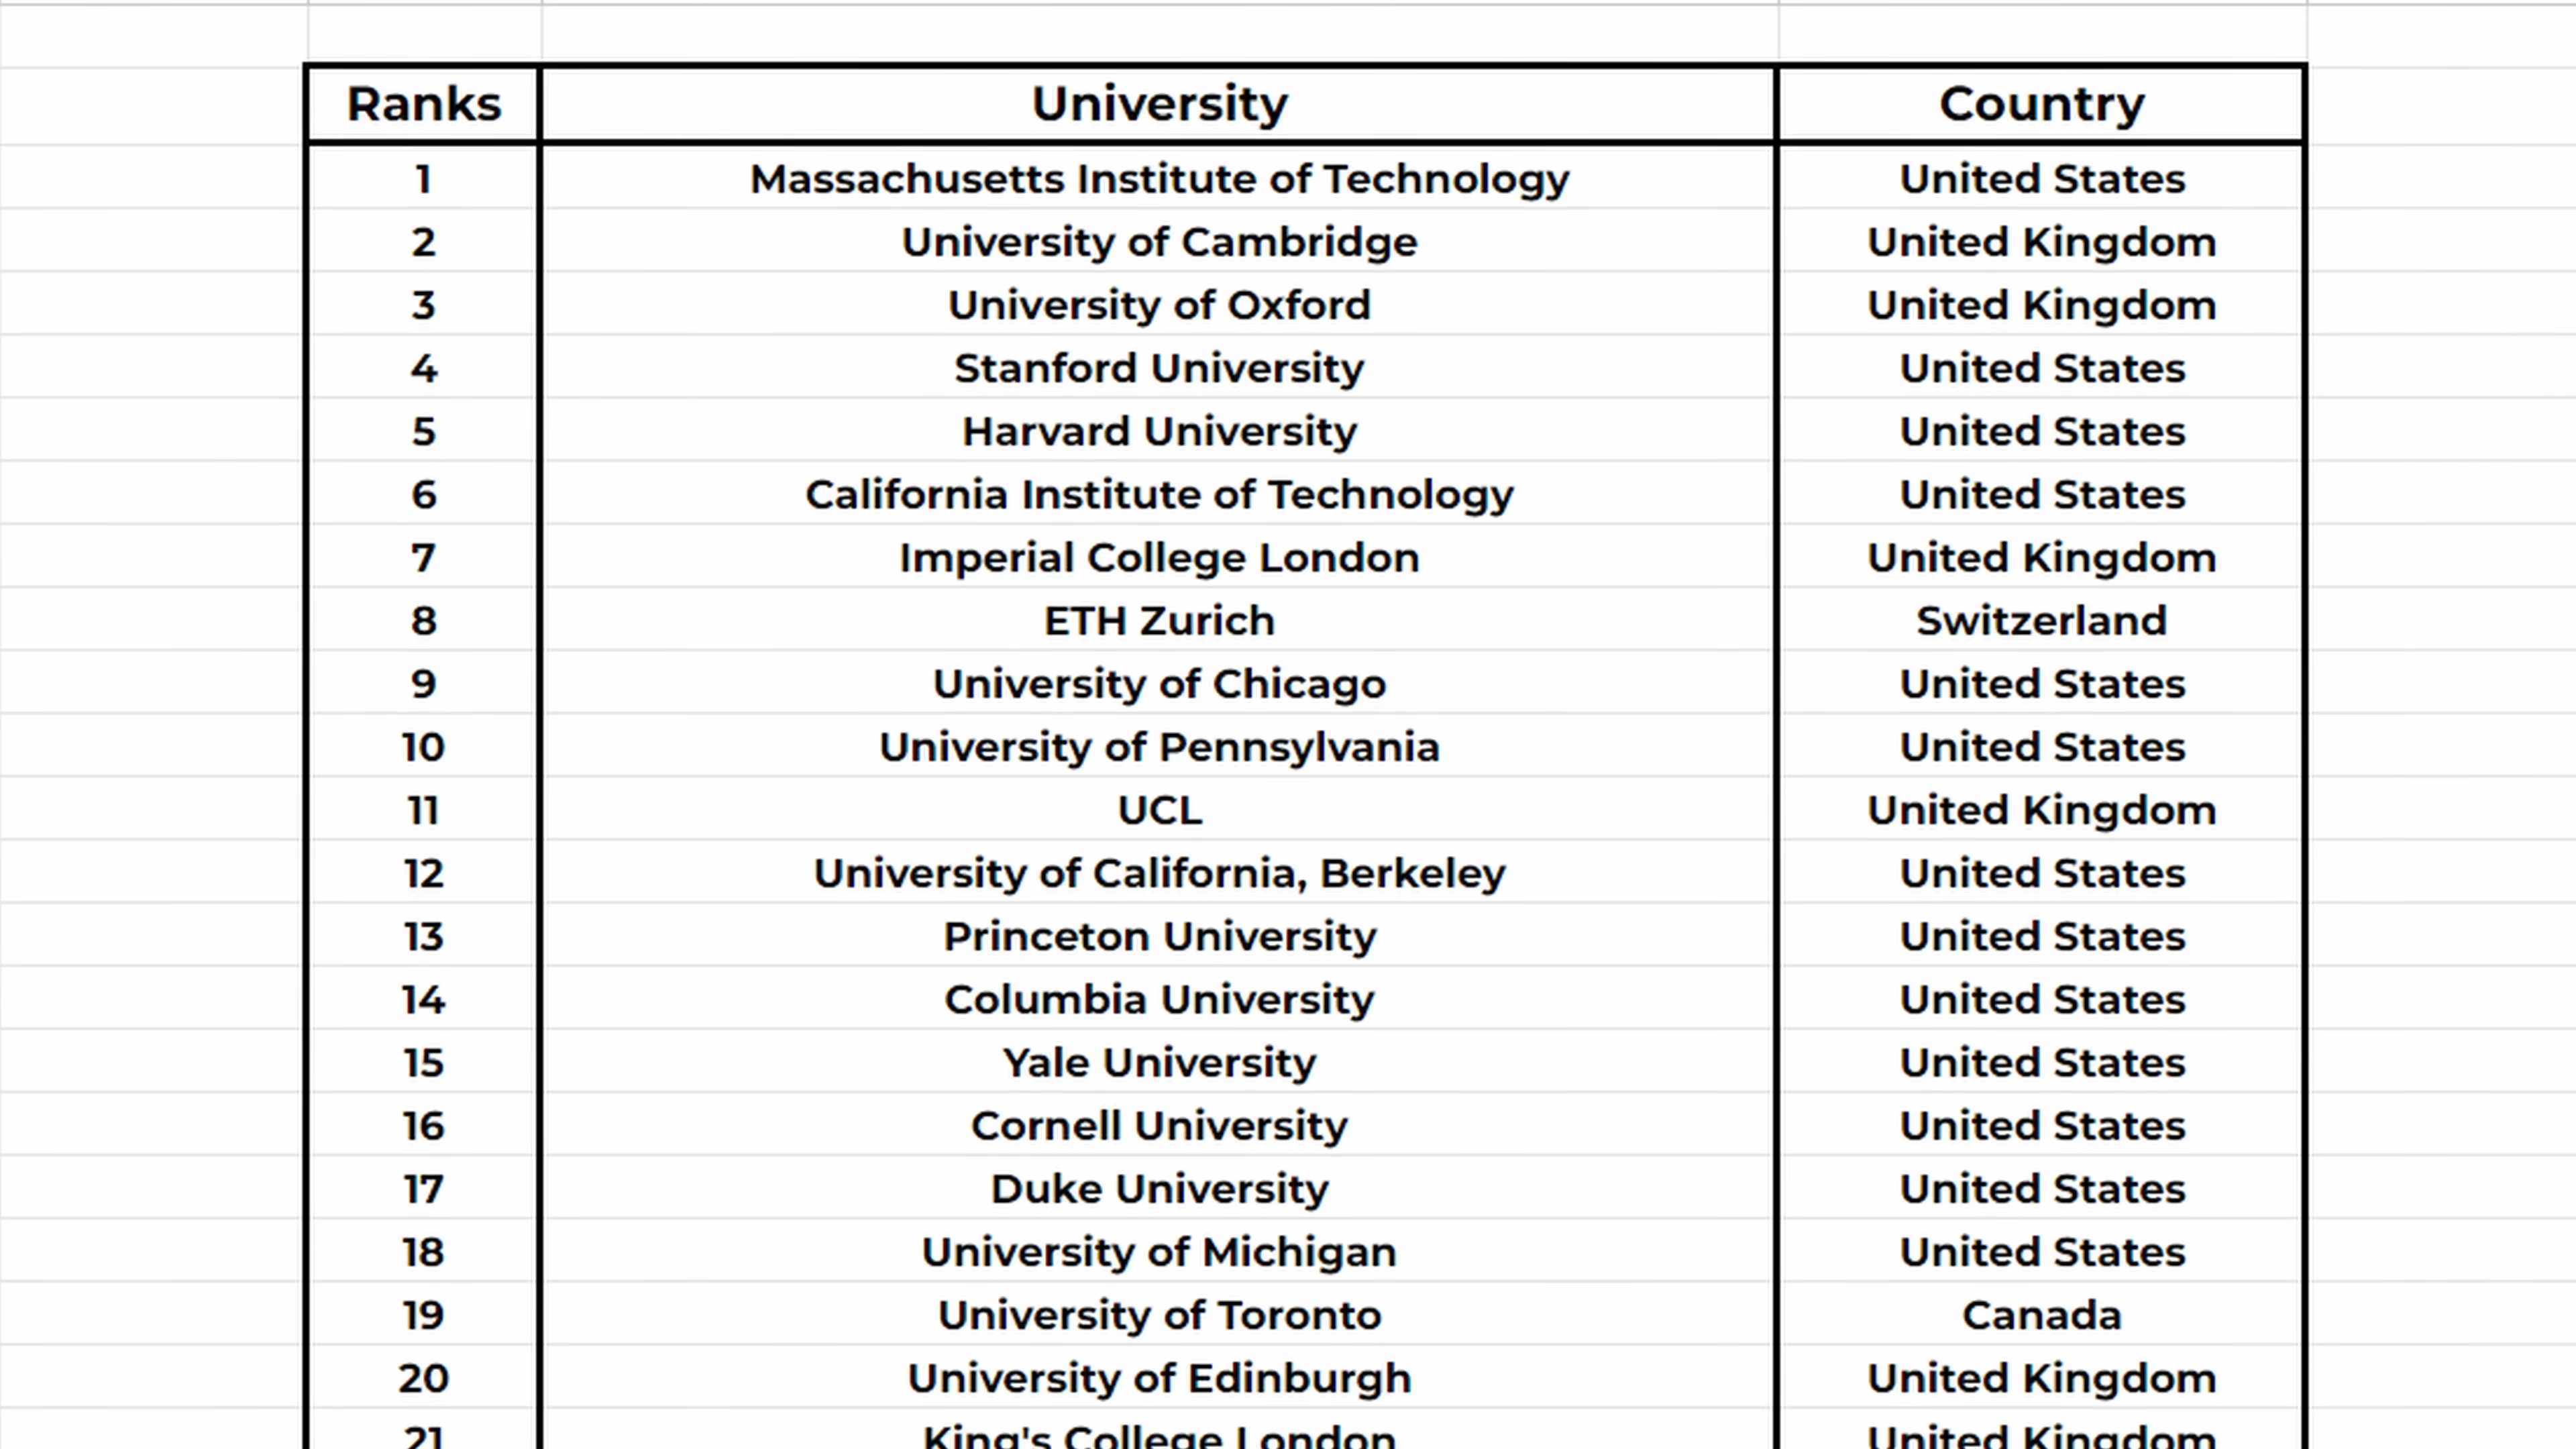 Ranks University Country
1 Massachusetts Institute of Technology United States
2 University of Cambridge United Kingdom
3 University of Oxford United Kingdom
4 Stanford University United States
5 Harvard University United States
6 California Institute of Technology United States
7 Imperial College London United Kingdom
8 ETH Zurich Switzerland
9 University of Chicago United States
10 University of Pennsylvania United States
11 UCL United Kingdom
12 University of California, Berkeley United States
13 Princeton University United States
14 Columbia University United States
15 Yale University United States
16 Cornell University United States
17 Duke University United States
18 University of Michigan United States
19 University of Toronto Canada
20 University of Edinburgh United Kingdom
21 King's College London United Kingdom